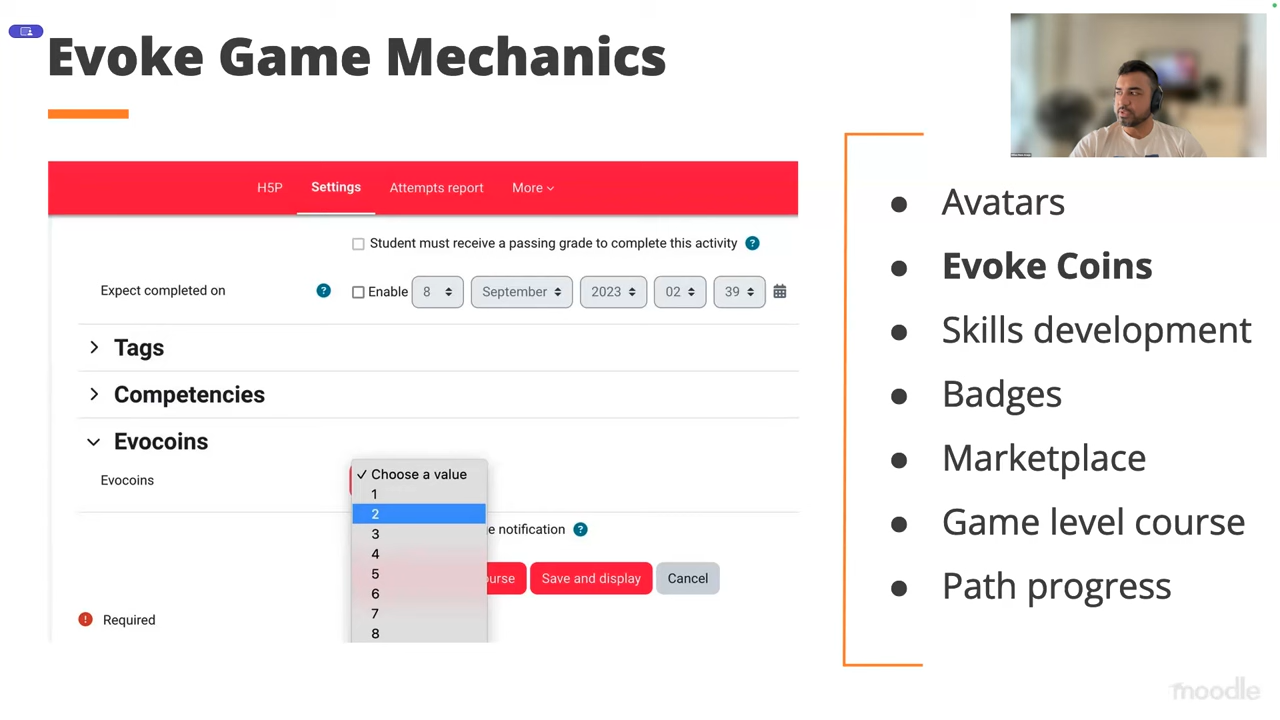 Evoke Game Mechanics
H5P Settings Attempts report More
Student must receive a passing grade to complete this activity ?
Expect completed on ? Enable 8 September 2023 02 39
Tags
Competencies
Evocoins
Evocoins
Choose a value
1
2
3
e notification ?
4
5
urse Save and display Cancel
6
7
! Required
8
• Avatars
• Evoke Coins
• Skills development
• Badges
• Marketplace
• Game level course
• Path progress
moodle